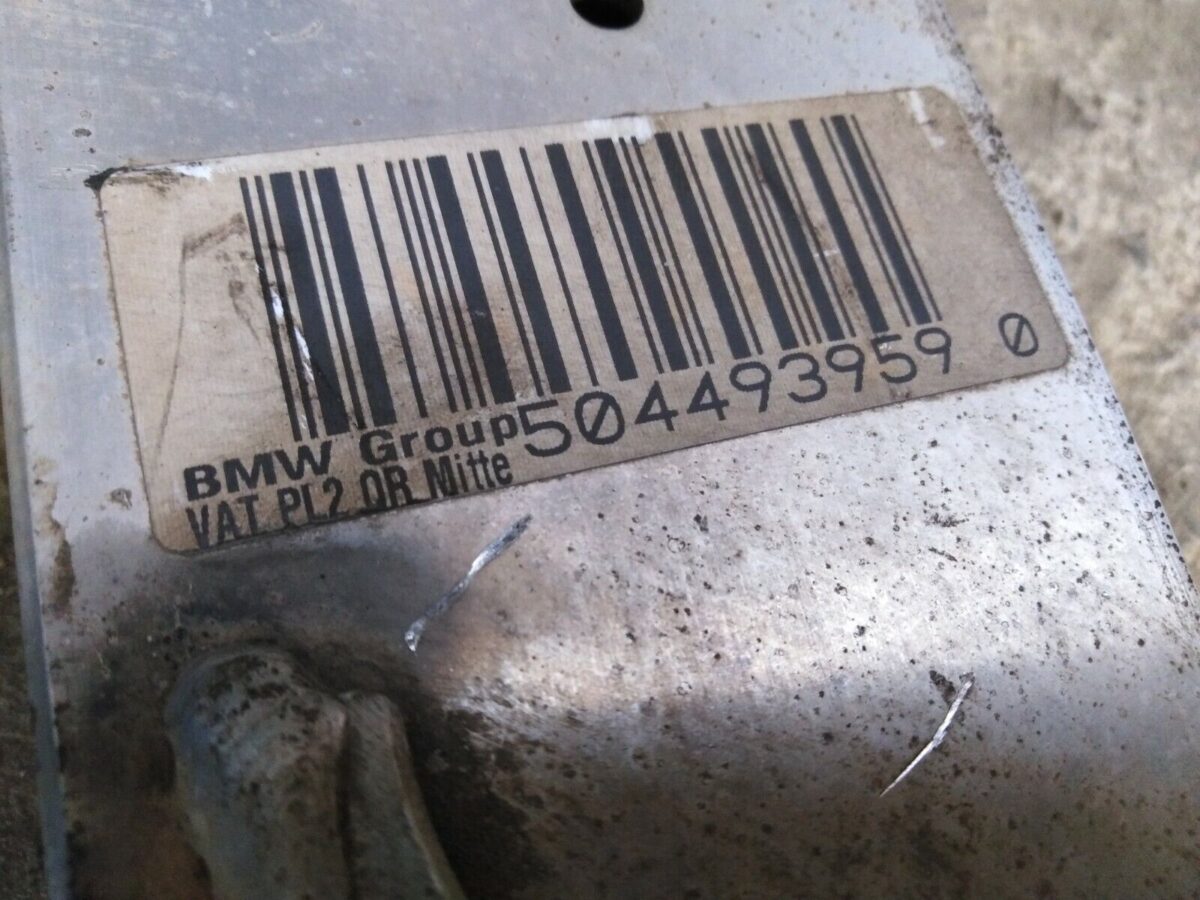 504493959 0
BMW Group
VAT PL2 QR Mitte